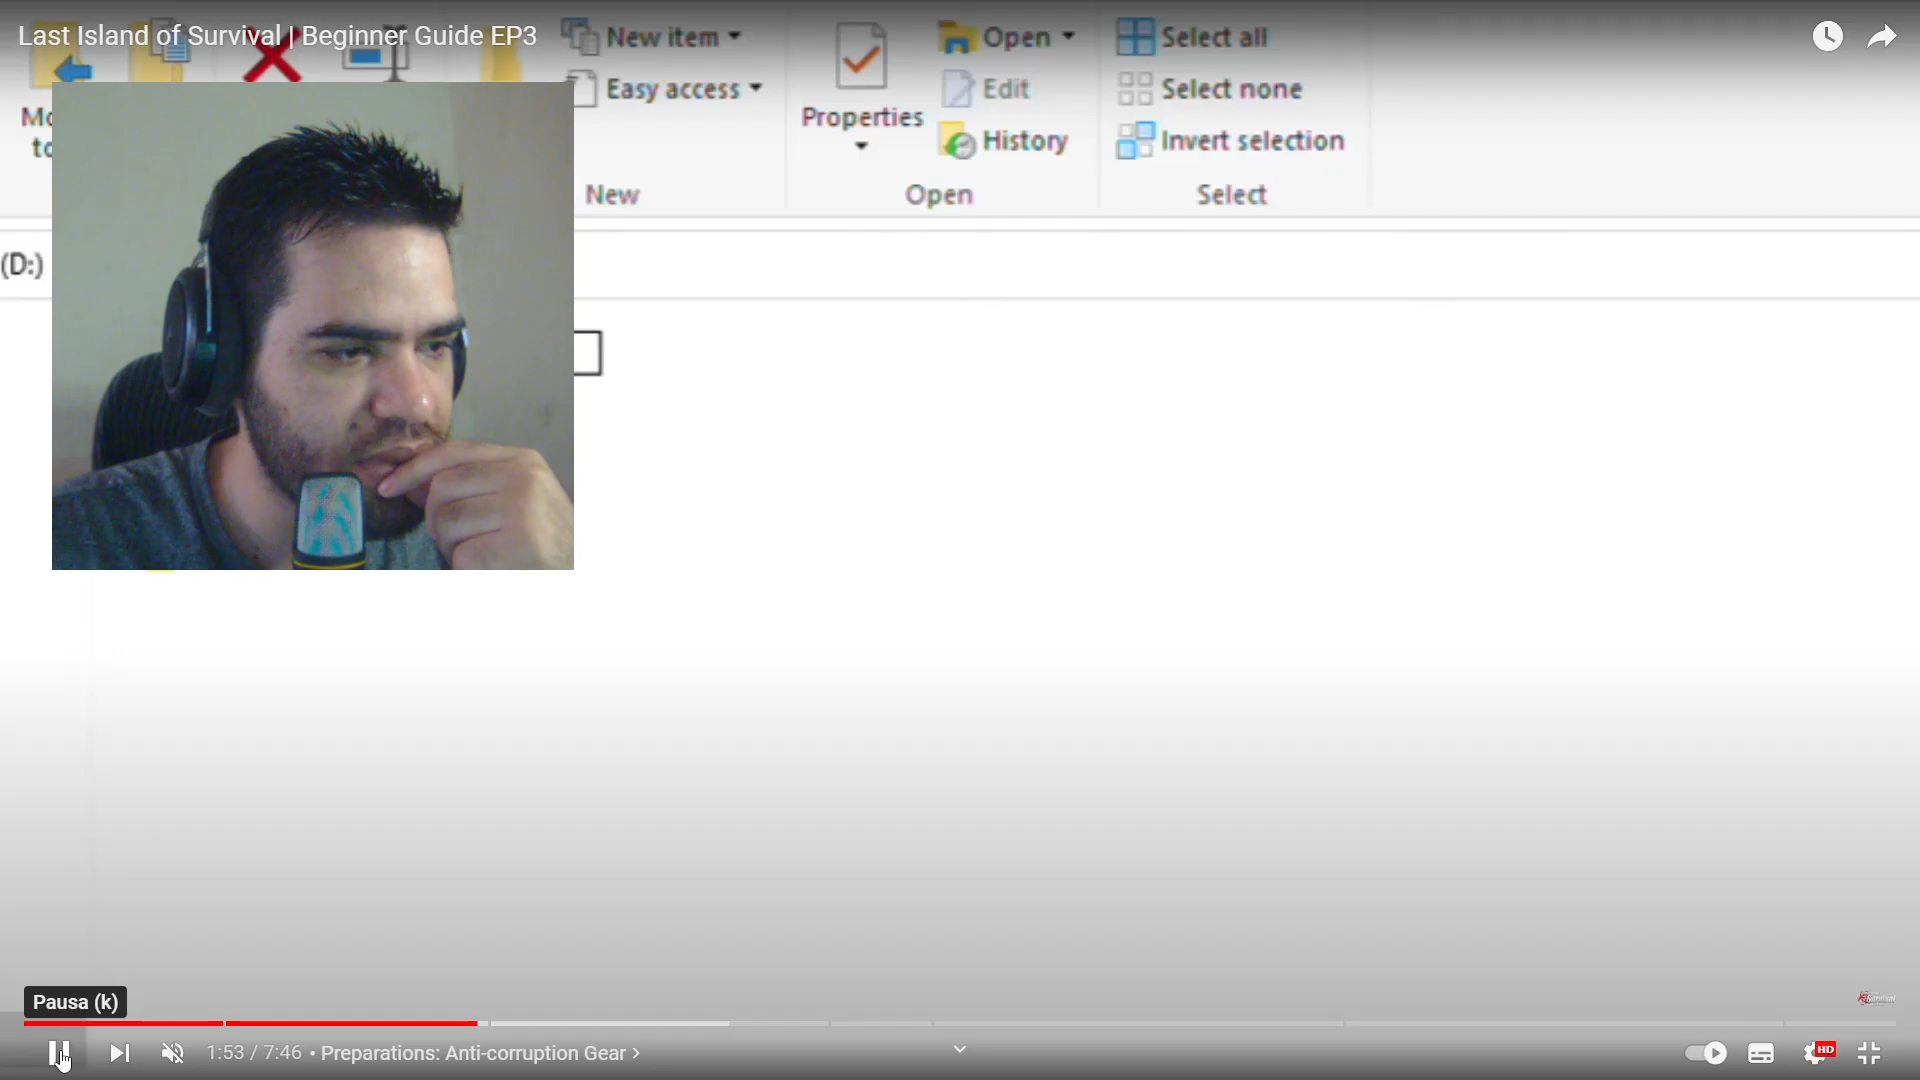 Last Island of Survival | Beginner Guide EP3
New item
Easy access
New
Properties
Open
Edit
History
Open
Select all
Select none
Invert selection
Select
(D:)
Pausa (k)
1:53 / 7:46 • Preparations: Anti-corruption Gear
HD